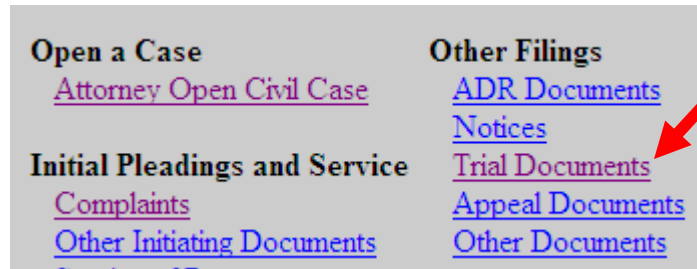 Open a Case
Attorney Open Civil Case
Initial Pleadings and Service
Complaints
Other Initiating Documents
Other Filings
ADR Documents
Notices
Trial Documents
Appeal Documents
Other Documents